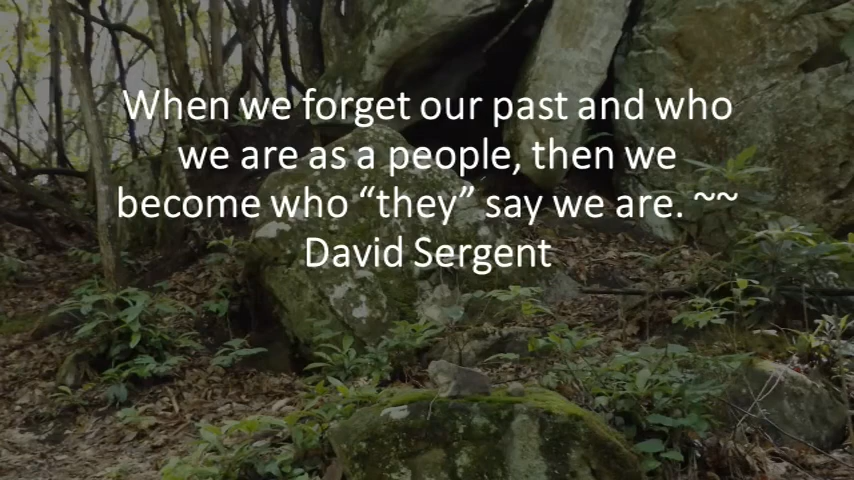 When we forget our past and who
we are as a people, then we
become who “they” say we are. ~~
David Sergent